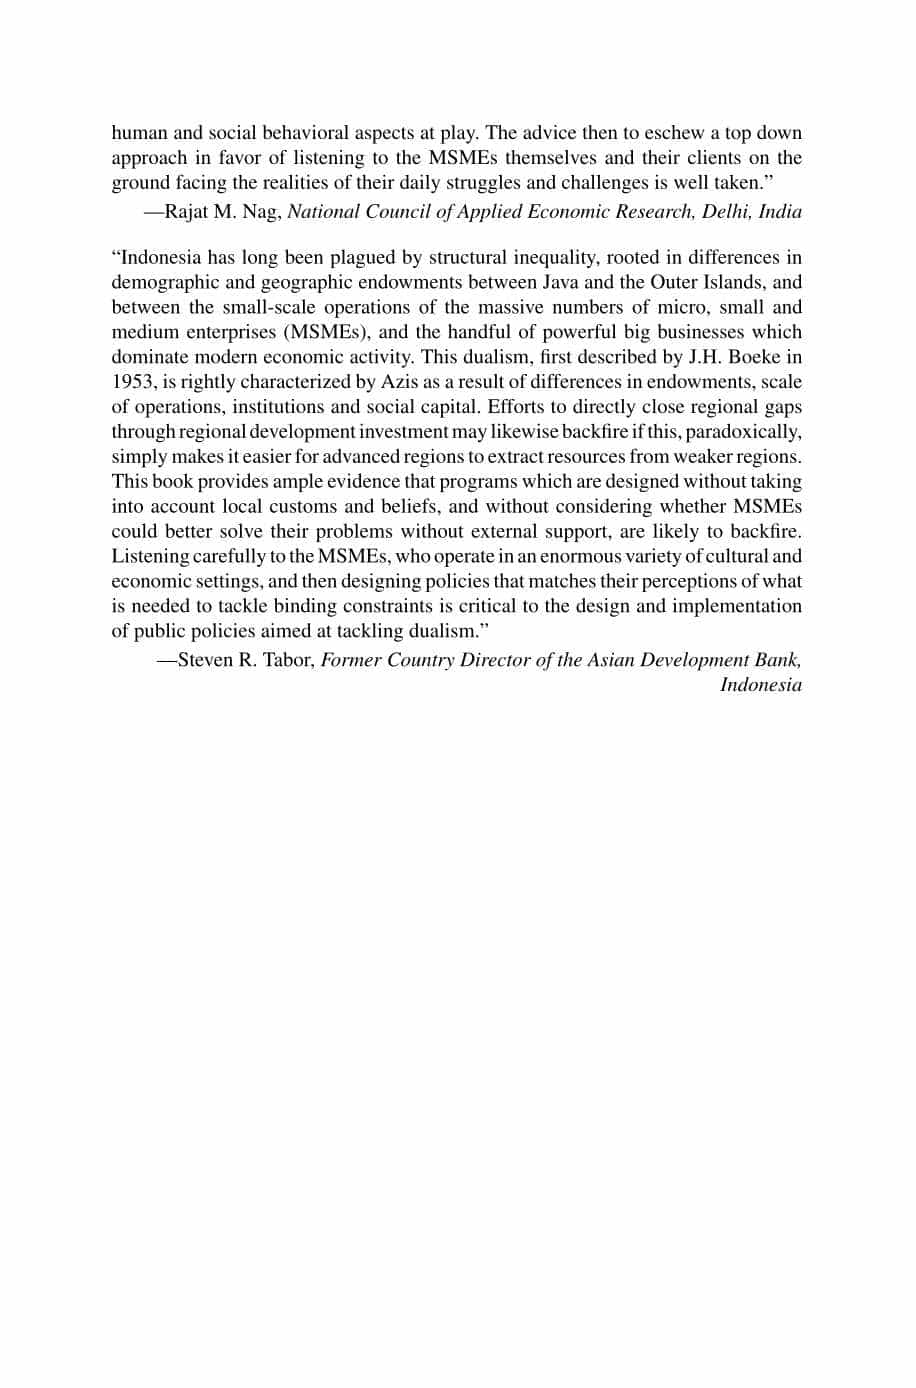 human and social behavioral aspects at play. The advice then to eschew a top down
approach in favor of listening to the MSMEs themselves and their clients on the
ground facing the realities of their daily struggles and challenges is well taken.”
—Rajat M. Nag, National Council of Applied Economic Research, Delhi, India
“Indonesia has long been plagued by structural inequality, rooted in differences in
demographic and geographic endowments between Java and the Outer Islands, and
between the small-scale operations of the massive numbers of micro, small and
medium enterprises (MSMEs), and the handful of powerful big businesses which
dominate modern economic activity. This dualism, first described by J.H. Boeke in
1953, is rightly characterized by Azis as a result of differences in endowments, scale
of operations, institutions and social capital. Efforts to directly close regional gaps
through regional development investment may likewise backfire if this, paradoxically,
simply makes it easier for advanced regions to extract resources from weaker regions.
This book provides ample evidence that programs which are designed without taking
into account local customs and beliefs, and without considering whether MSMEs
could better solve their problems without external support, are likely to backfire.
Listening carefully to the MSMEs, who operate in an enormous variety of cultural and
economic settings, and then designing policies that matches their perceptions of what
is needed to tackle binding constraints is critical to the design and implementation
of public policies aimed at tackling dualism.”
—Steven R. Tabor, Former Country Director of the Asian Development Bank,
Indonesia